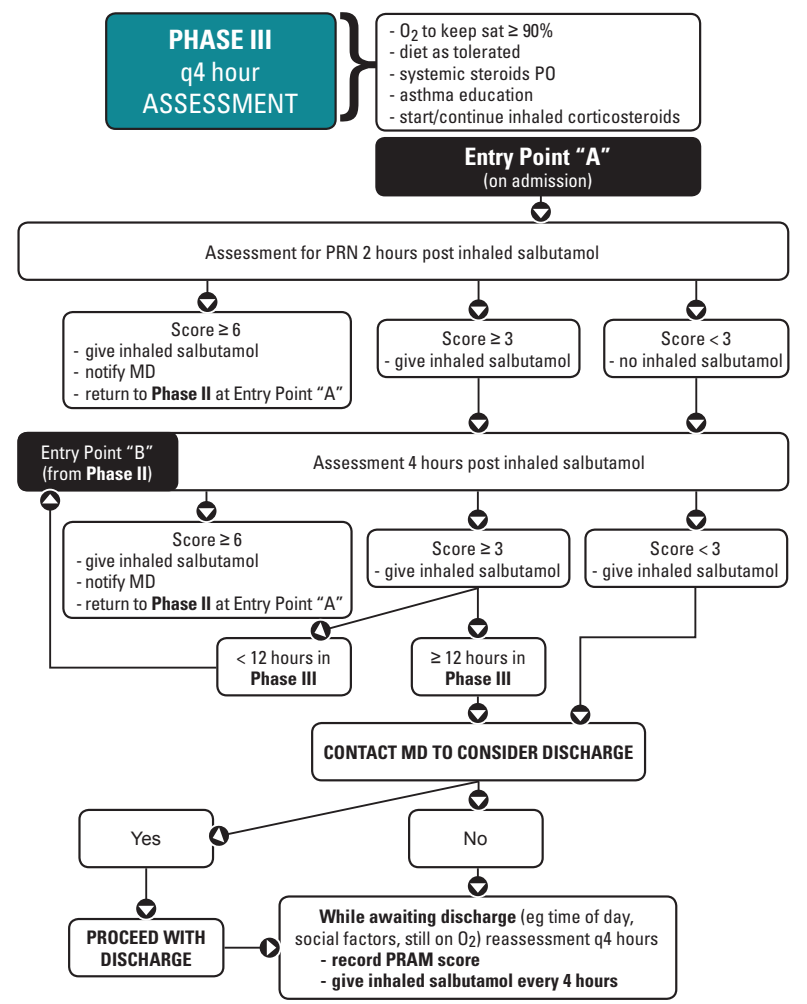 PHASE III
q4 hour
ASSESSMENT
- O2 to keep sat ≥ 90%
- diet as tolerated
- systemic steroids PO
- asthma education
- start/continue inhaled corticosteroids
Entry Point “A”
(on admission)
Assessment for PRN 2 hours post inhaled salbutamol
Score ≥ 6
- give inhaled salbutamol
- notify MD
- return to Phase II at Entry Point “A”
Score ≥ 3
- give inhaled salbutamol
Score < 3
- no inhaled salbutamol
Entry Point “B”
(from Phase II)
Assessment 4 hours post inhaled salbutamol
Score ≥ 6
- give inhaled salbutamol
- notify MD
- return to Phase II at Entry Point “A”
Score ≥ 3
- give inhaled salbutamol
Score < 3
- give inhaled salbutamol
< 12 hours in
Phase III
≥ 12 hours in
Phase III
CONTACT MD TO CONSIDER DISCHARGE
Yes
No
PROCEED WITH
DISCHARGE
While awaiting discharge (eg time of day,
social factors, still on O2) reassessment q4 hours
- record PRAM score
- give inhaled salbutamol every 4 hours